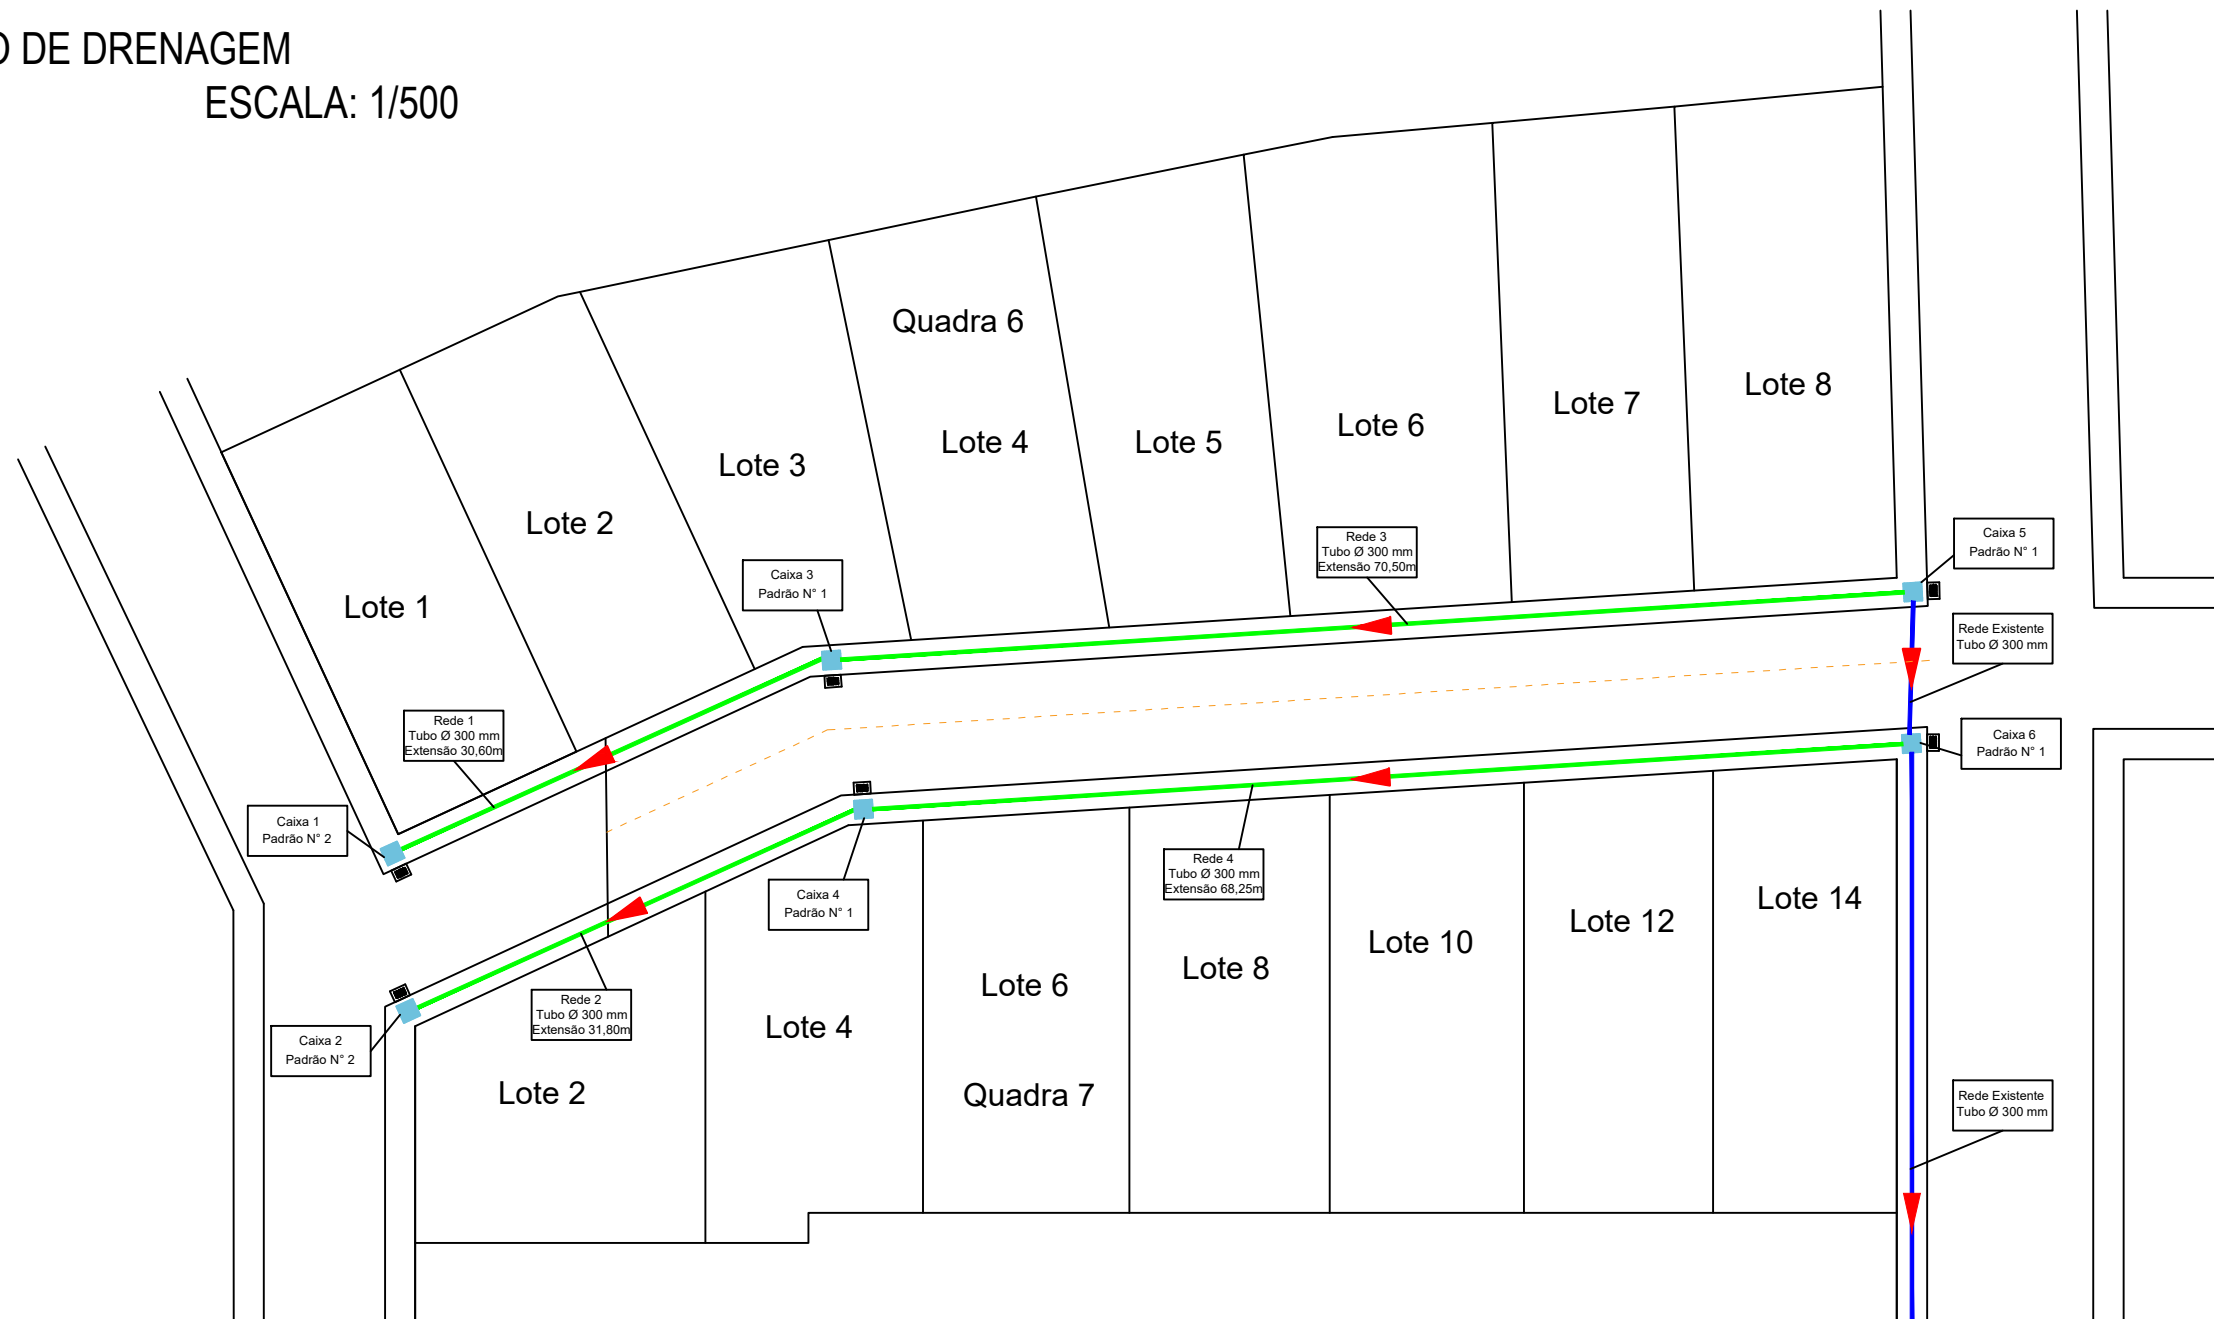 O DE DRENAGEM
ESCALA: 1/500
Quadra 6
Lote 1
Lote 2
Lote 3
Lote 4
Lote 5
Lote 6
Lote 7
Lote 8
Caixa 5
Padrão N° 1
Rede 3
Tubo Ø 300 mm
Extensão 70,50m
Caixa 3
Padrão N° 1
Rede Existente
Tubo Ø 300 mm
Rede 1
Tubo Ø 300 mm
Extensão 30,60m
Caixa 6
Padrão N° 1
Caixa 1
Padrão N° 2
Caixa 4
Padrão N° 1
Rede 4
Tubo Ø 300 mm
Extensão 68,25m
Rede 2
Tubo Ø 300 mm
Extensão 31,80m
Caixa 2
Padrão N° 2
Lote 2
Lote 4
Lote 6
Quadra 7
Lote 8
Lote 10
Lote 12
Lote 14
Rede Existente
Tubo Ø 300 mm